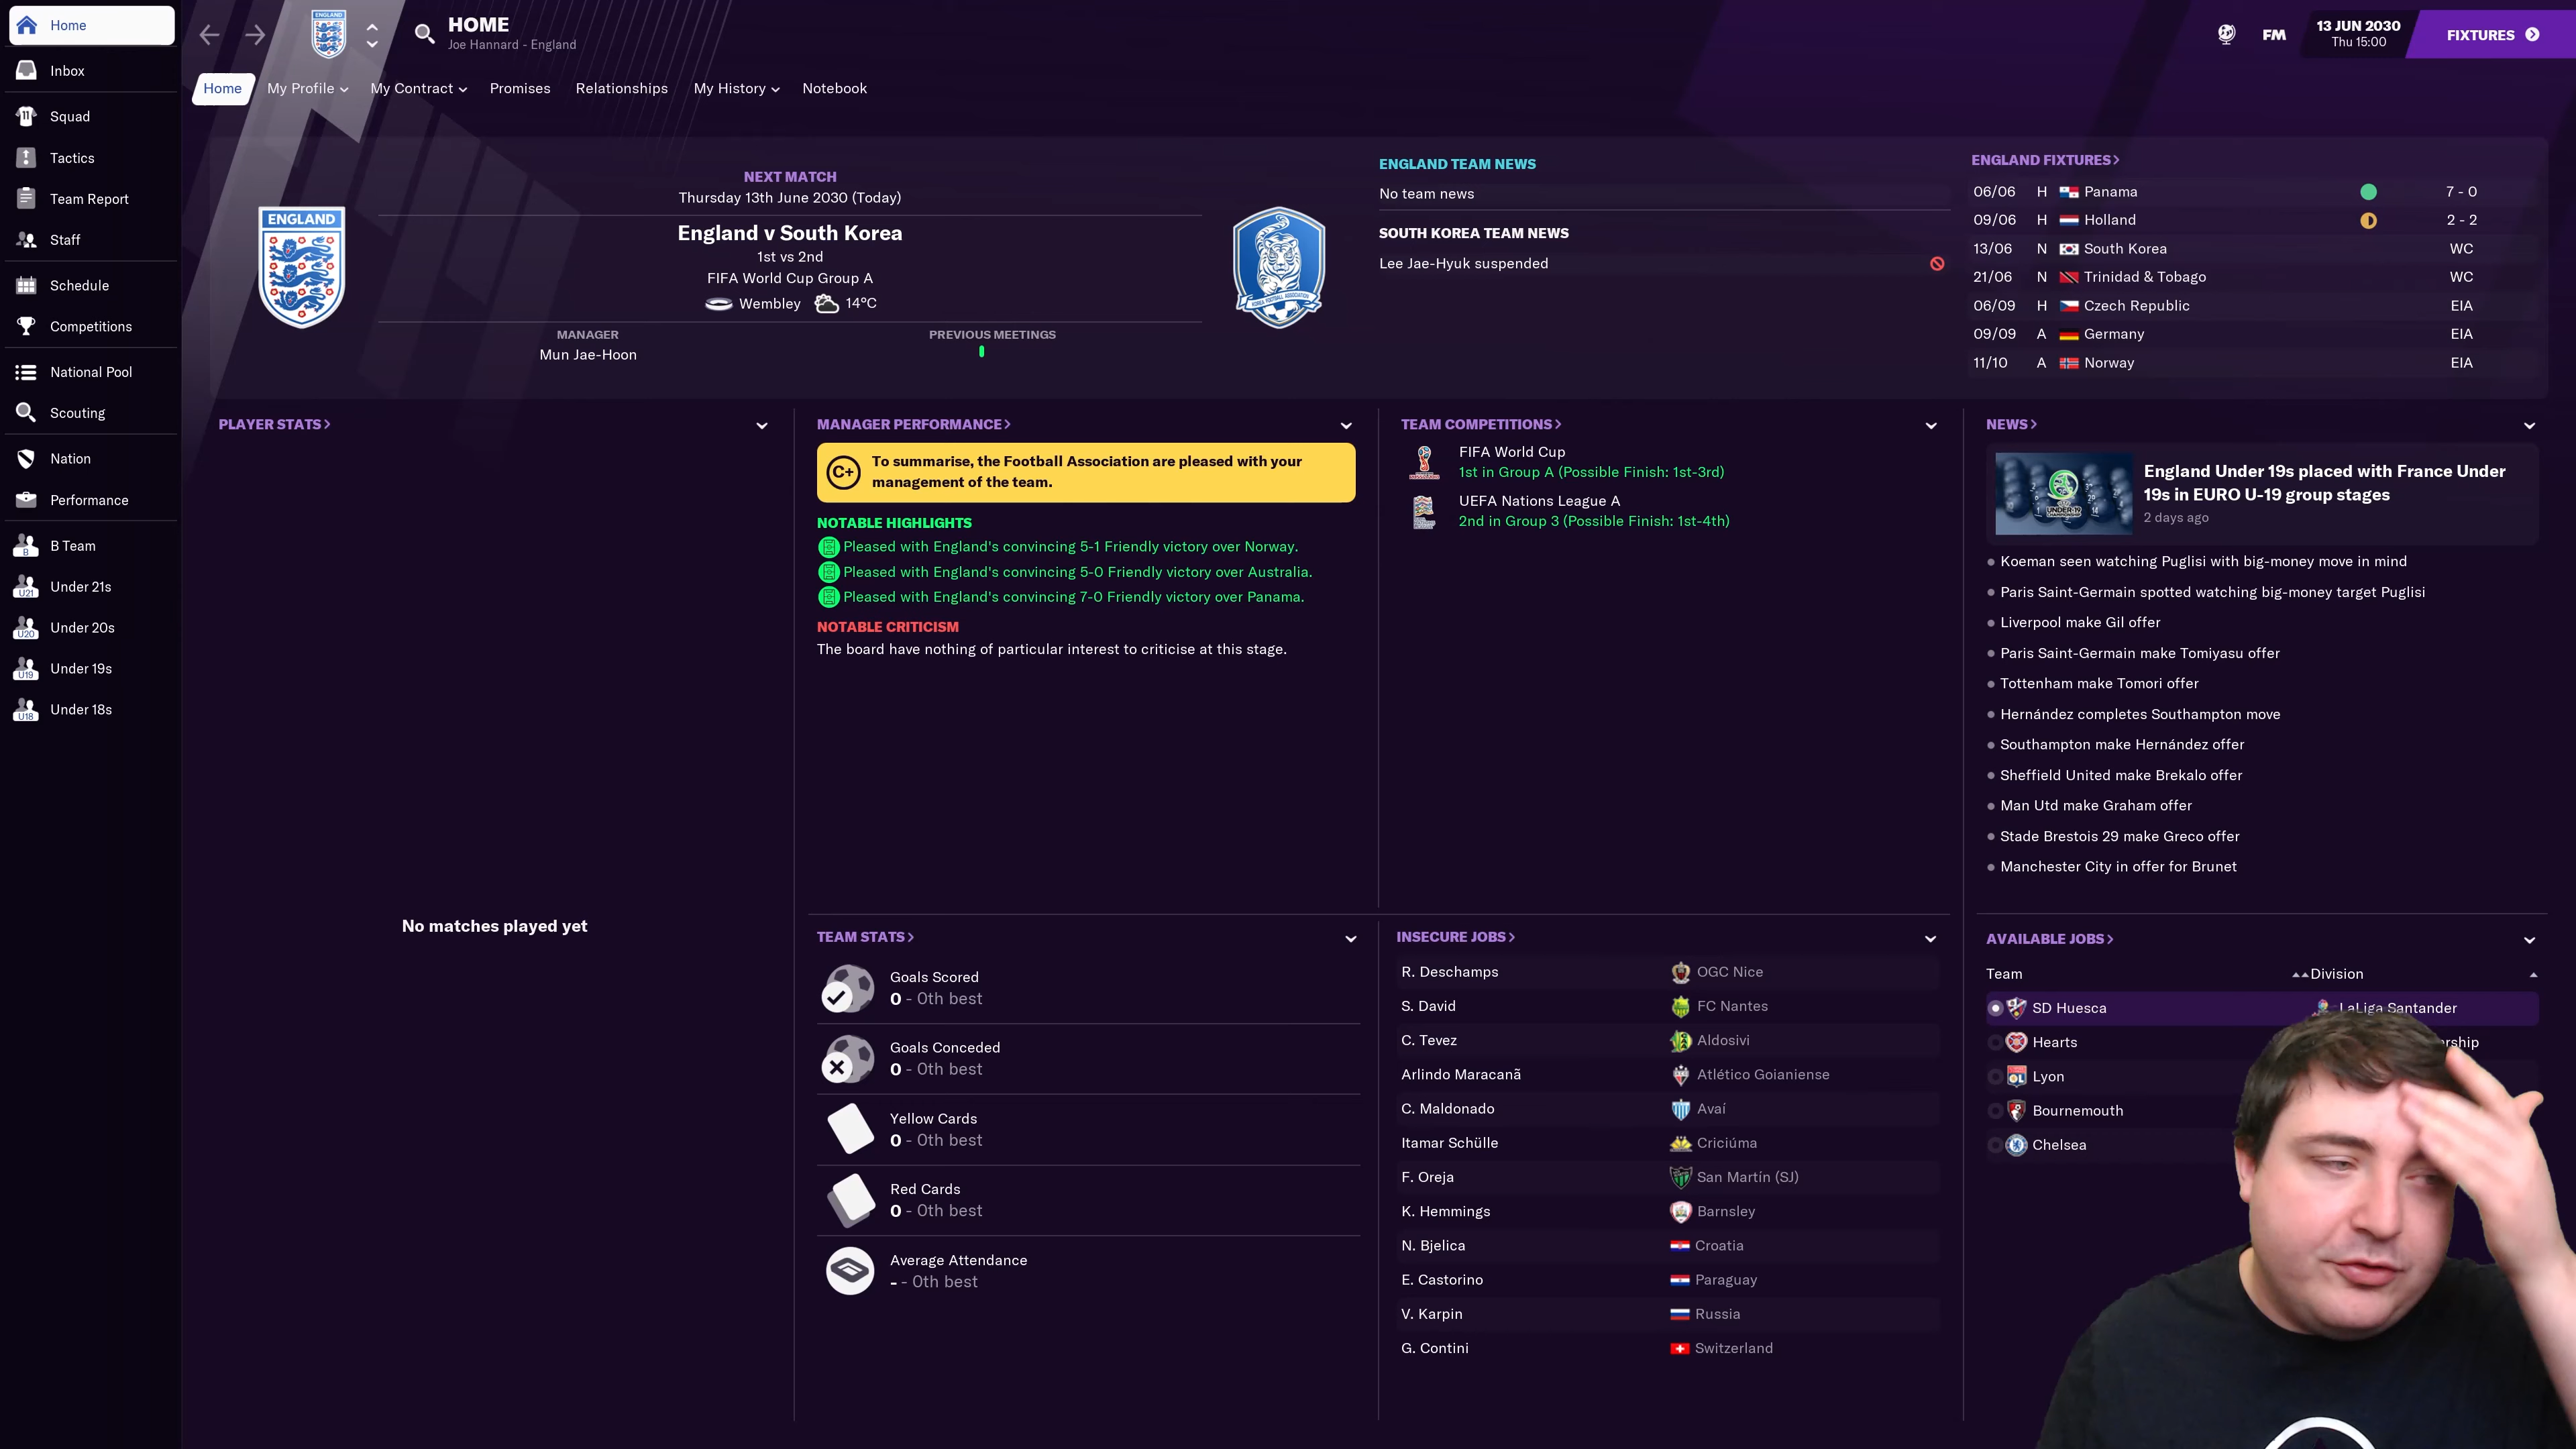 Home
Inbox
Squad
Tactics
Team Report
Staff
Schedule
Competitions
National Pool
Scouting
Nation
Performance
B Team
Under 21s
Under 20s
Under 19s
Under 18s
ENGLAND
HOME
Joe Hannard - England
FM
13 JUN 2030
Thu 15:00
FIXTURES
Home
My Profile
My Contract
Promises
Relationships
My History
Notebook
ENGLAND
NEXT MATCH
Thursday 13th June 2030 (Today)
England v South Korea
1st vs 2nd
FIFA World Cup Group A
Wembley 14°C
MANAGER
Mun Jae-Hoon
PREVIOUS MEETINGS
KOREA FOOTBALL ASSOCIATION
ENGLAND TEAM NEWS
No team news
SOUTH KOREA TEAM NEWS
Lee Jae-Hyuk suspended
ENGLAND FIXTURES>
06/06 H Panama 7 - 0
09/06 H Holland 2 - 2
13/06 N South Korea WC
21/06 N Trinidad & Tobago WC
06/09 H Czech Republic EIA
09/09 A Germany EIA
11/10 A Norway EIA
PLAYER STATS>
No matches played yet
MANAGER PERFORMANCE>
C+
To summarise, the Football Association are pleased with your
management of the team.
NOTABLE HIGHLIGHTS
Pleased with England's convincing 5-1 Friendly victory over Norway.
Pleased with England's convincing 5-0 Friendly victory over Australia.
Pleased with England's convincing 7-0 Friendly victory over Panama.
NOTABLE CRITICISM
The board have nothing of particular interest to criticise at this stage.
TEAM COMPETITIONS>
FIFA World Cup
1st in Group A (Possible Finish: 1st-3rd)
UEFA Nations League A
2nd in Group 3 (Possible Finish: 1st-4th)
NEWS>
England Under 19s placed with France Under
19s in EURO U-19 group stages
2 days ago
Koeman seen watching Puglisi with big-money move in mind
Paris Saint-Germain spotted watching big-money target Puglisi
Liverpool make Gil offer
Paris Saint-Germain make Tomiyasu offer
Tottenham make Tomori offer
Hernández completes Southampton move
Southampton make Hernández offer
Sheffield United make Brekalo offer
Man Utd make Graham offer
Stade Brestois 29 make Greco offer
Manchester City in offer for Brunet
TEAM STATS>
Goals Scored
0 - 0th best
Goals Conceded
0 - 0th best
Yellow Cards
0 - 0th best
Red Cards
0 - 0th best
Average Attendance
- - 0th best
INSECURE JOBS>
R. Deschamps OGC Nice
S. David FC Nantes
C. Tevez Aldosivi
Arlindo Maracanã Atlético Goianiense
C. Maldonado Avaí
Itamar Schülle Criciúma
F. Oreja San Martín (SJ)
K. Hemmings Barnsley
N. Bjelica Croatia
E. Castorino Paraguay
V. Karpin Russia
G. Contini Switzerland
AVAILABLE JOBS>
Team Division
SD Huesca LaLiga Santander
Hearts
Lyon
Bournemouth
Chelsea